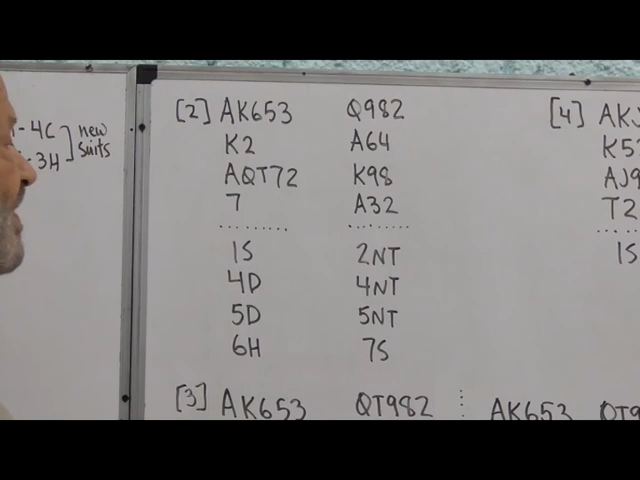 4C ] new
3H ] suits
[2] AK653 Q982
K2 A64
AQT72 K98
7 A32
1S 2NT
4D 4NT
5D 5NT
6H 7S
[3] AK653 QT982 AK653
[4]
T2
1S